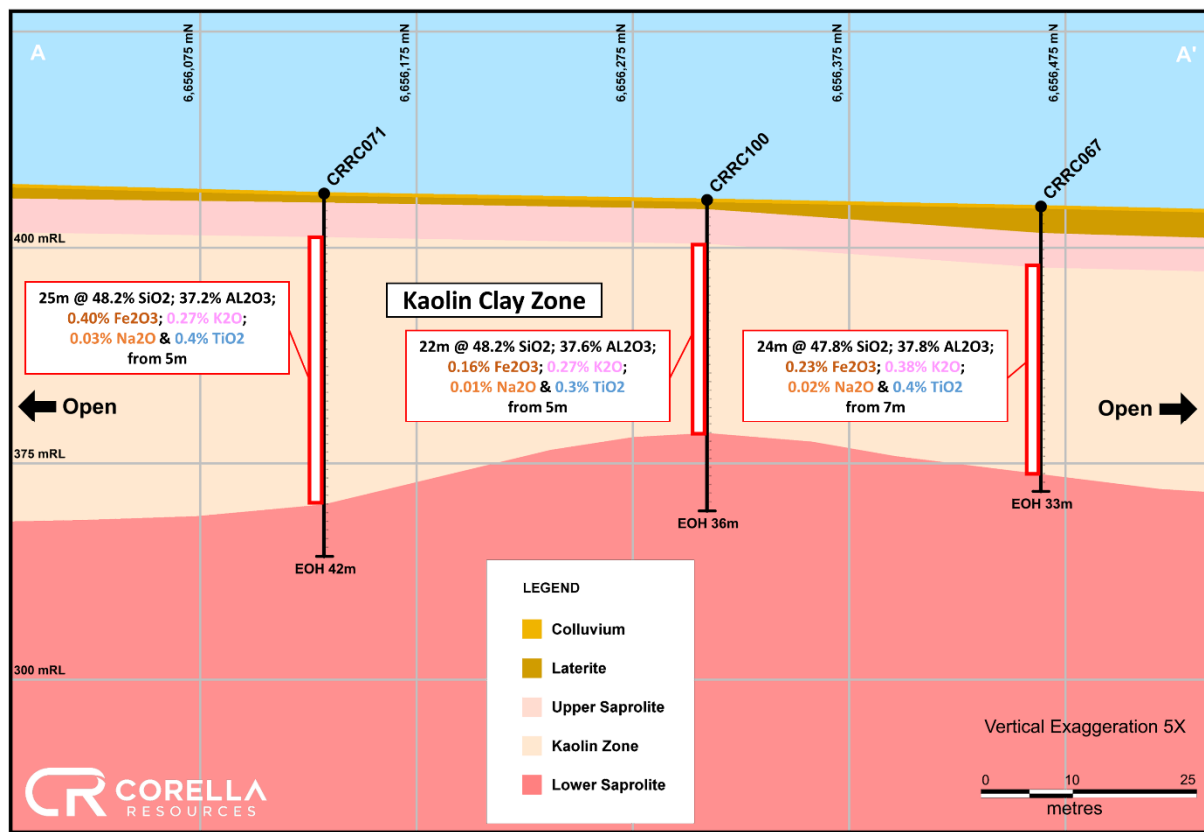 A
A'
6,656,075 mN
6,656,175 mN
6,656,275 mN
6,656,375 mN
6,656,475 mN
CRRC071
CRRC100
CRRC067
400 mRL
25m @ 48.2% SiO2; 37.2% AL2O3;
0.40% Fe2O3; 0.27% K2O;
0.03% Na2O & 0.4% TiO2
from 5m
Kaolin Clay Zone
22m @ 48.2% SiO2; 37.6% AL2O3;
0.16% Fe2O3; 0.27% K2O;
0.01% Na2O & 0.3% TiO2
from 5m
24m @ 47.8% SiO2; 37.8% AL2O3;
0.23% Fe2O3; 0.38% K2O;
0.02% Na2O & 0.4% TiO2
from 7m
Open
Open
375 mRL
EOH 42m
EOH 36m
EOH 33m
300 mRL
LEGEND
Colluvium
Laterite
Upper Saprolite
Kaolin Zone
Lower Saprolite
Vertical Exaggeration 5X
0 10 25
metres
CR CORELLA
RESOURCES